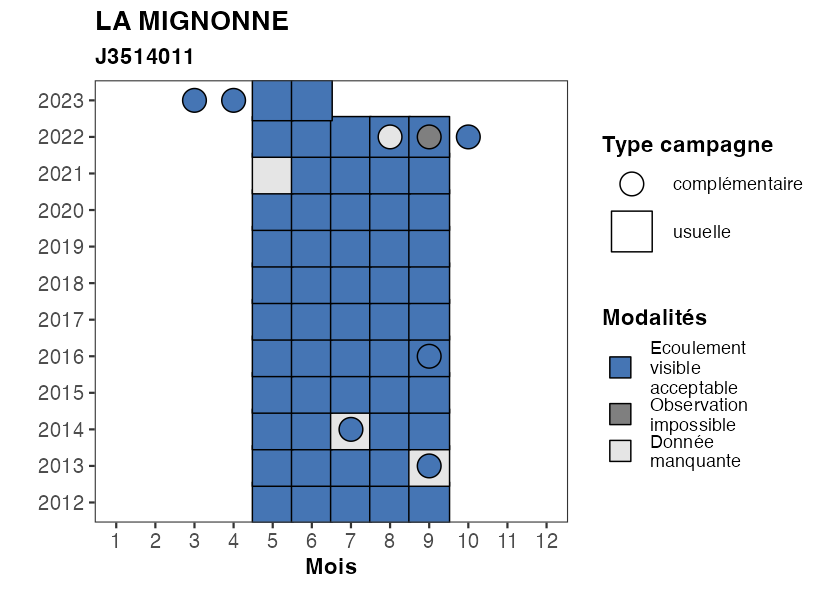 LA MIGNONNE
J3514011
2023
2022
2021
2020
2019
2018
2017
2016
2015
2014
2013
2012
1 2 3 4 5 6 7 8 9 10 11 12
Mois
Type campagne
complémentaire
usuelle
Modalités
Ecoulement
visible
acceptable
Observation
impossible
Donnée
manquante